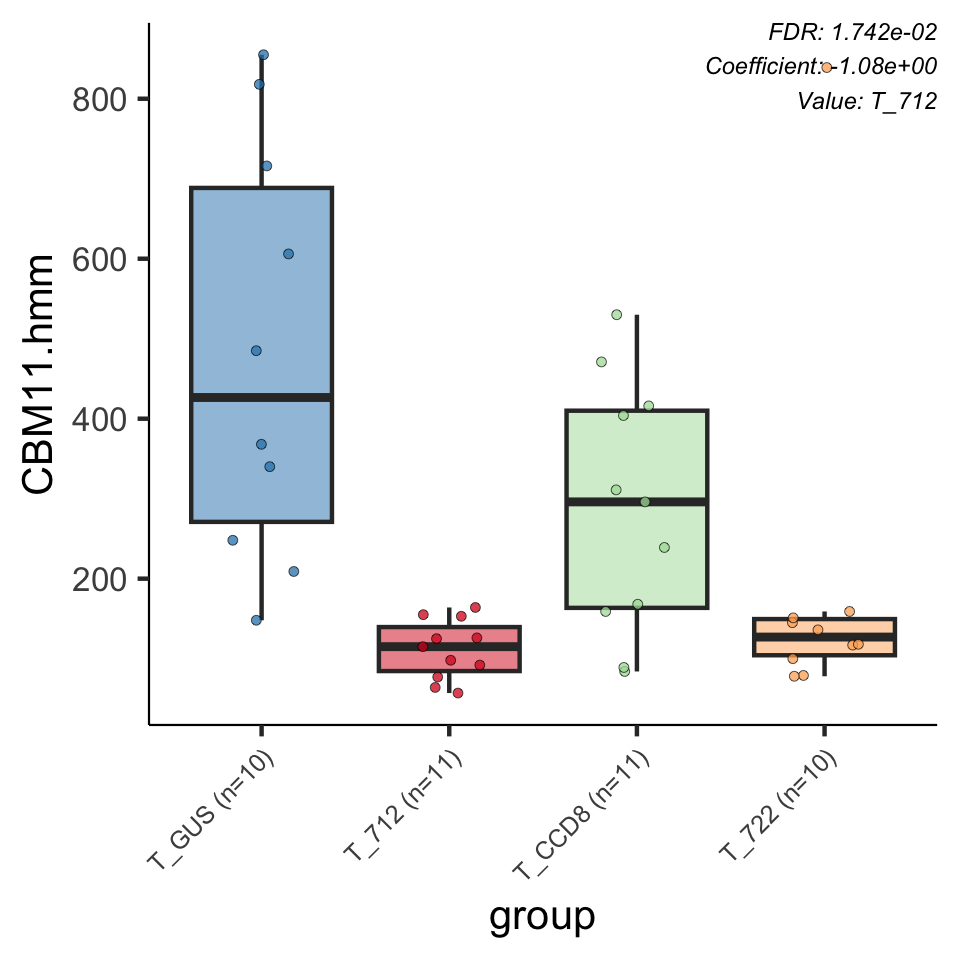 FDR: 1.742e-02
Coefficient: -1.08e+00
Value: T_712
CBM11.hmm
800
600
400
200
T_GUS (n=10)
T_712 (n=11)
T_CCD8 (n=11)
T_722 (n=10)
group